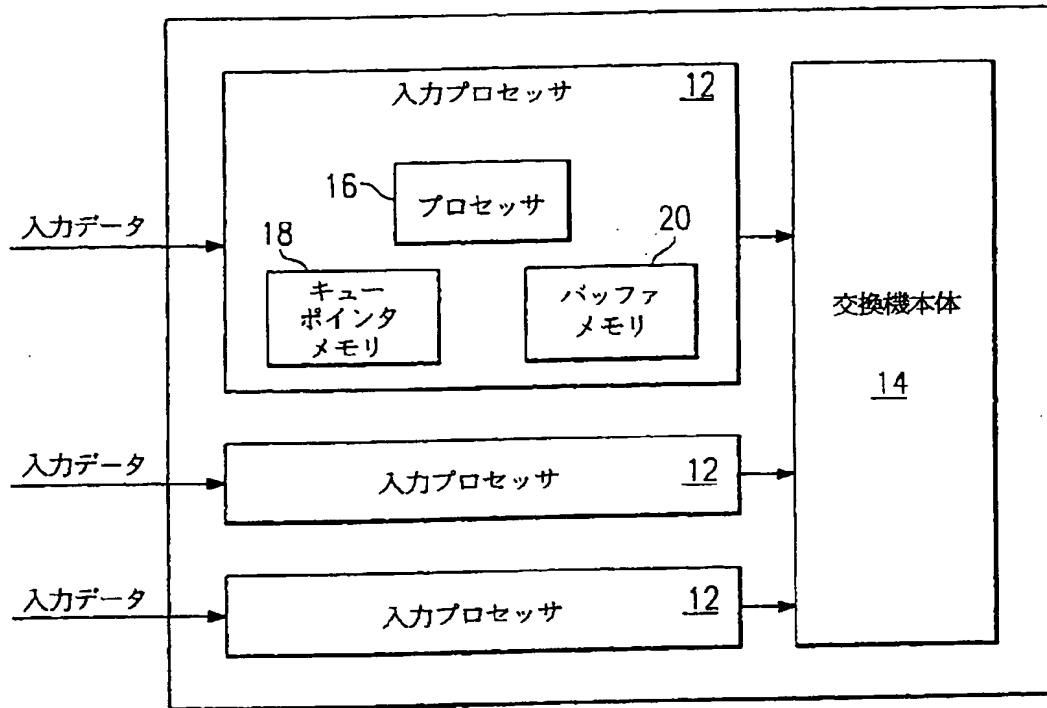 入力プロセッサ 12
16
プロセッサ
入力データ
18
キュー
ポインタ
メモリ
20
バッファ
メモリ
交換機本体
14
入力データ
入力プロセッサ 12
入力データ
入力プロセッサ 12